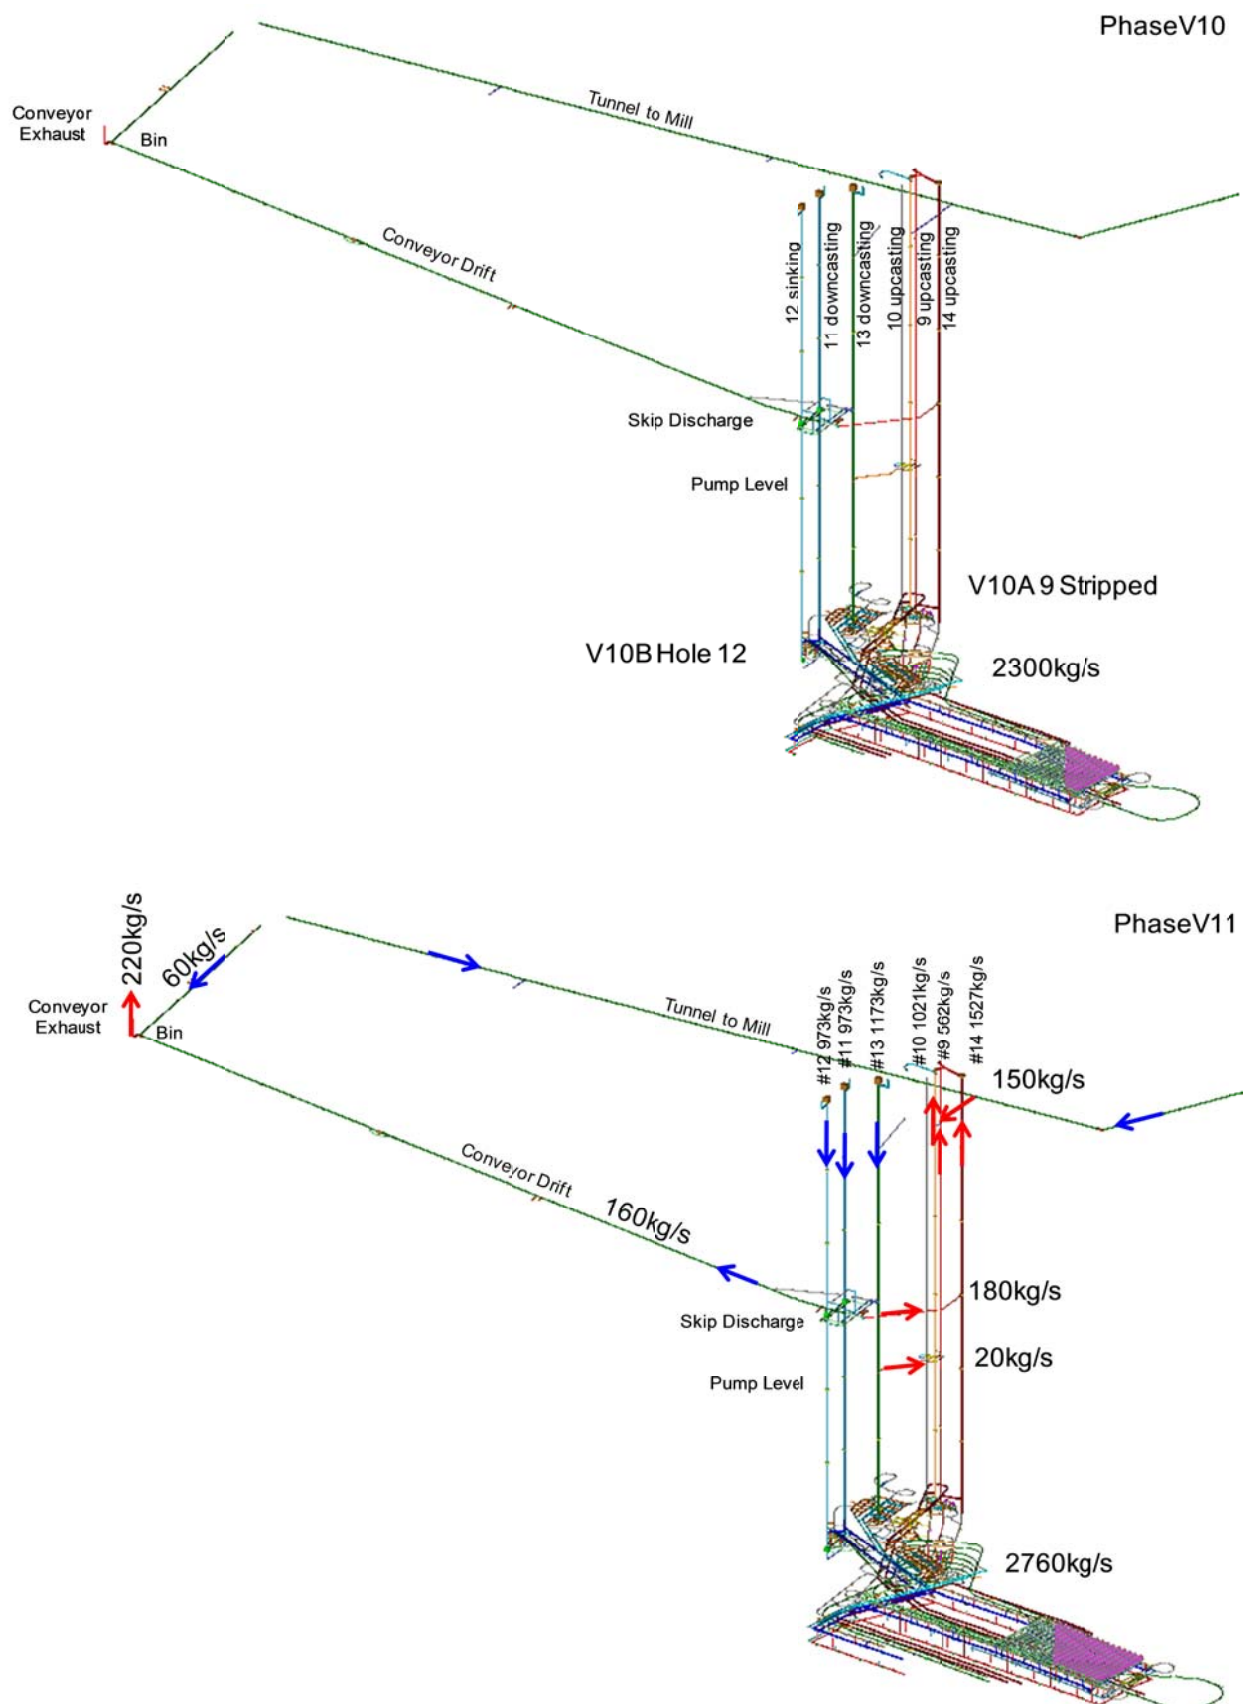 PhaseV10
Tunnel to Mill
Conveyor
Exhaust
Bin
Conveyor Drift
12 sinking
11 downcasting
13 downcasting
10 upcasting
9 upcasting
14 upcasting
Skip Discharge
Pump Level
V10A 9 Stripped
V10B Hole 12
2300kg/s
PhaseV11
220kg/s
60kg/s
Conveyor
Exhaust
Bin
Tunnel to Mill
#12 973kg/s
#11 973kg/s
#13 1173kg/s
#10 1021kg/s
#9 562kg/s
#14 1527kg/s
150kg/s
Conveyor Drift
160kg/s
180kg/s
Skip Discharge
20kg/s
Pump Level
2760kg/s